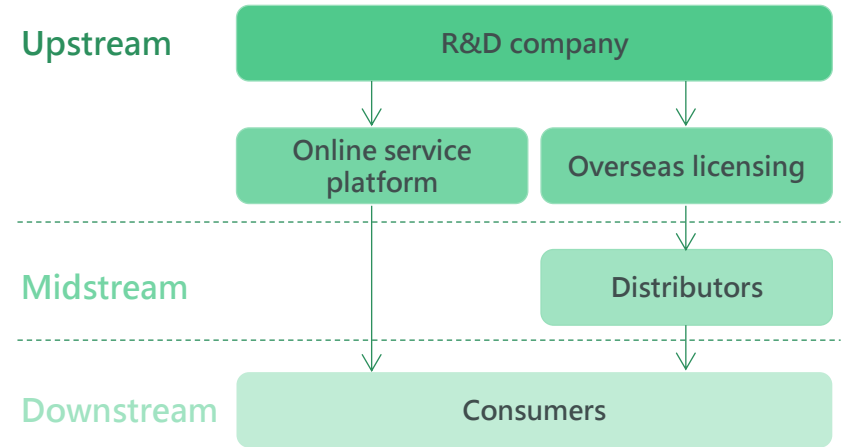 Upstream
R&D company
Online service
platform
Overseas licensing
Midstream
Distributors
Downstream
Consumers